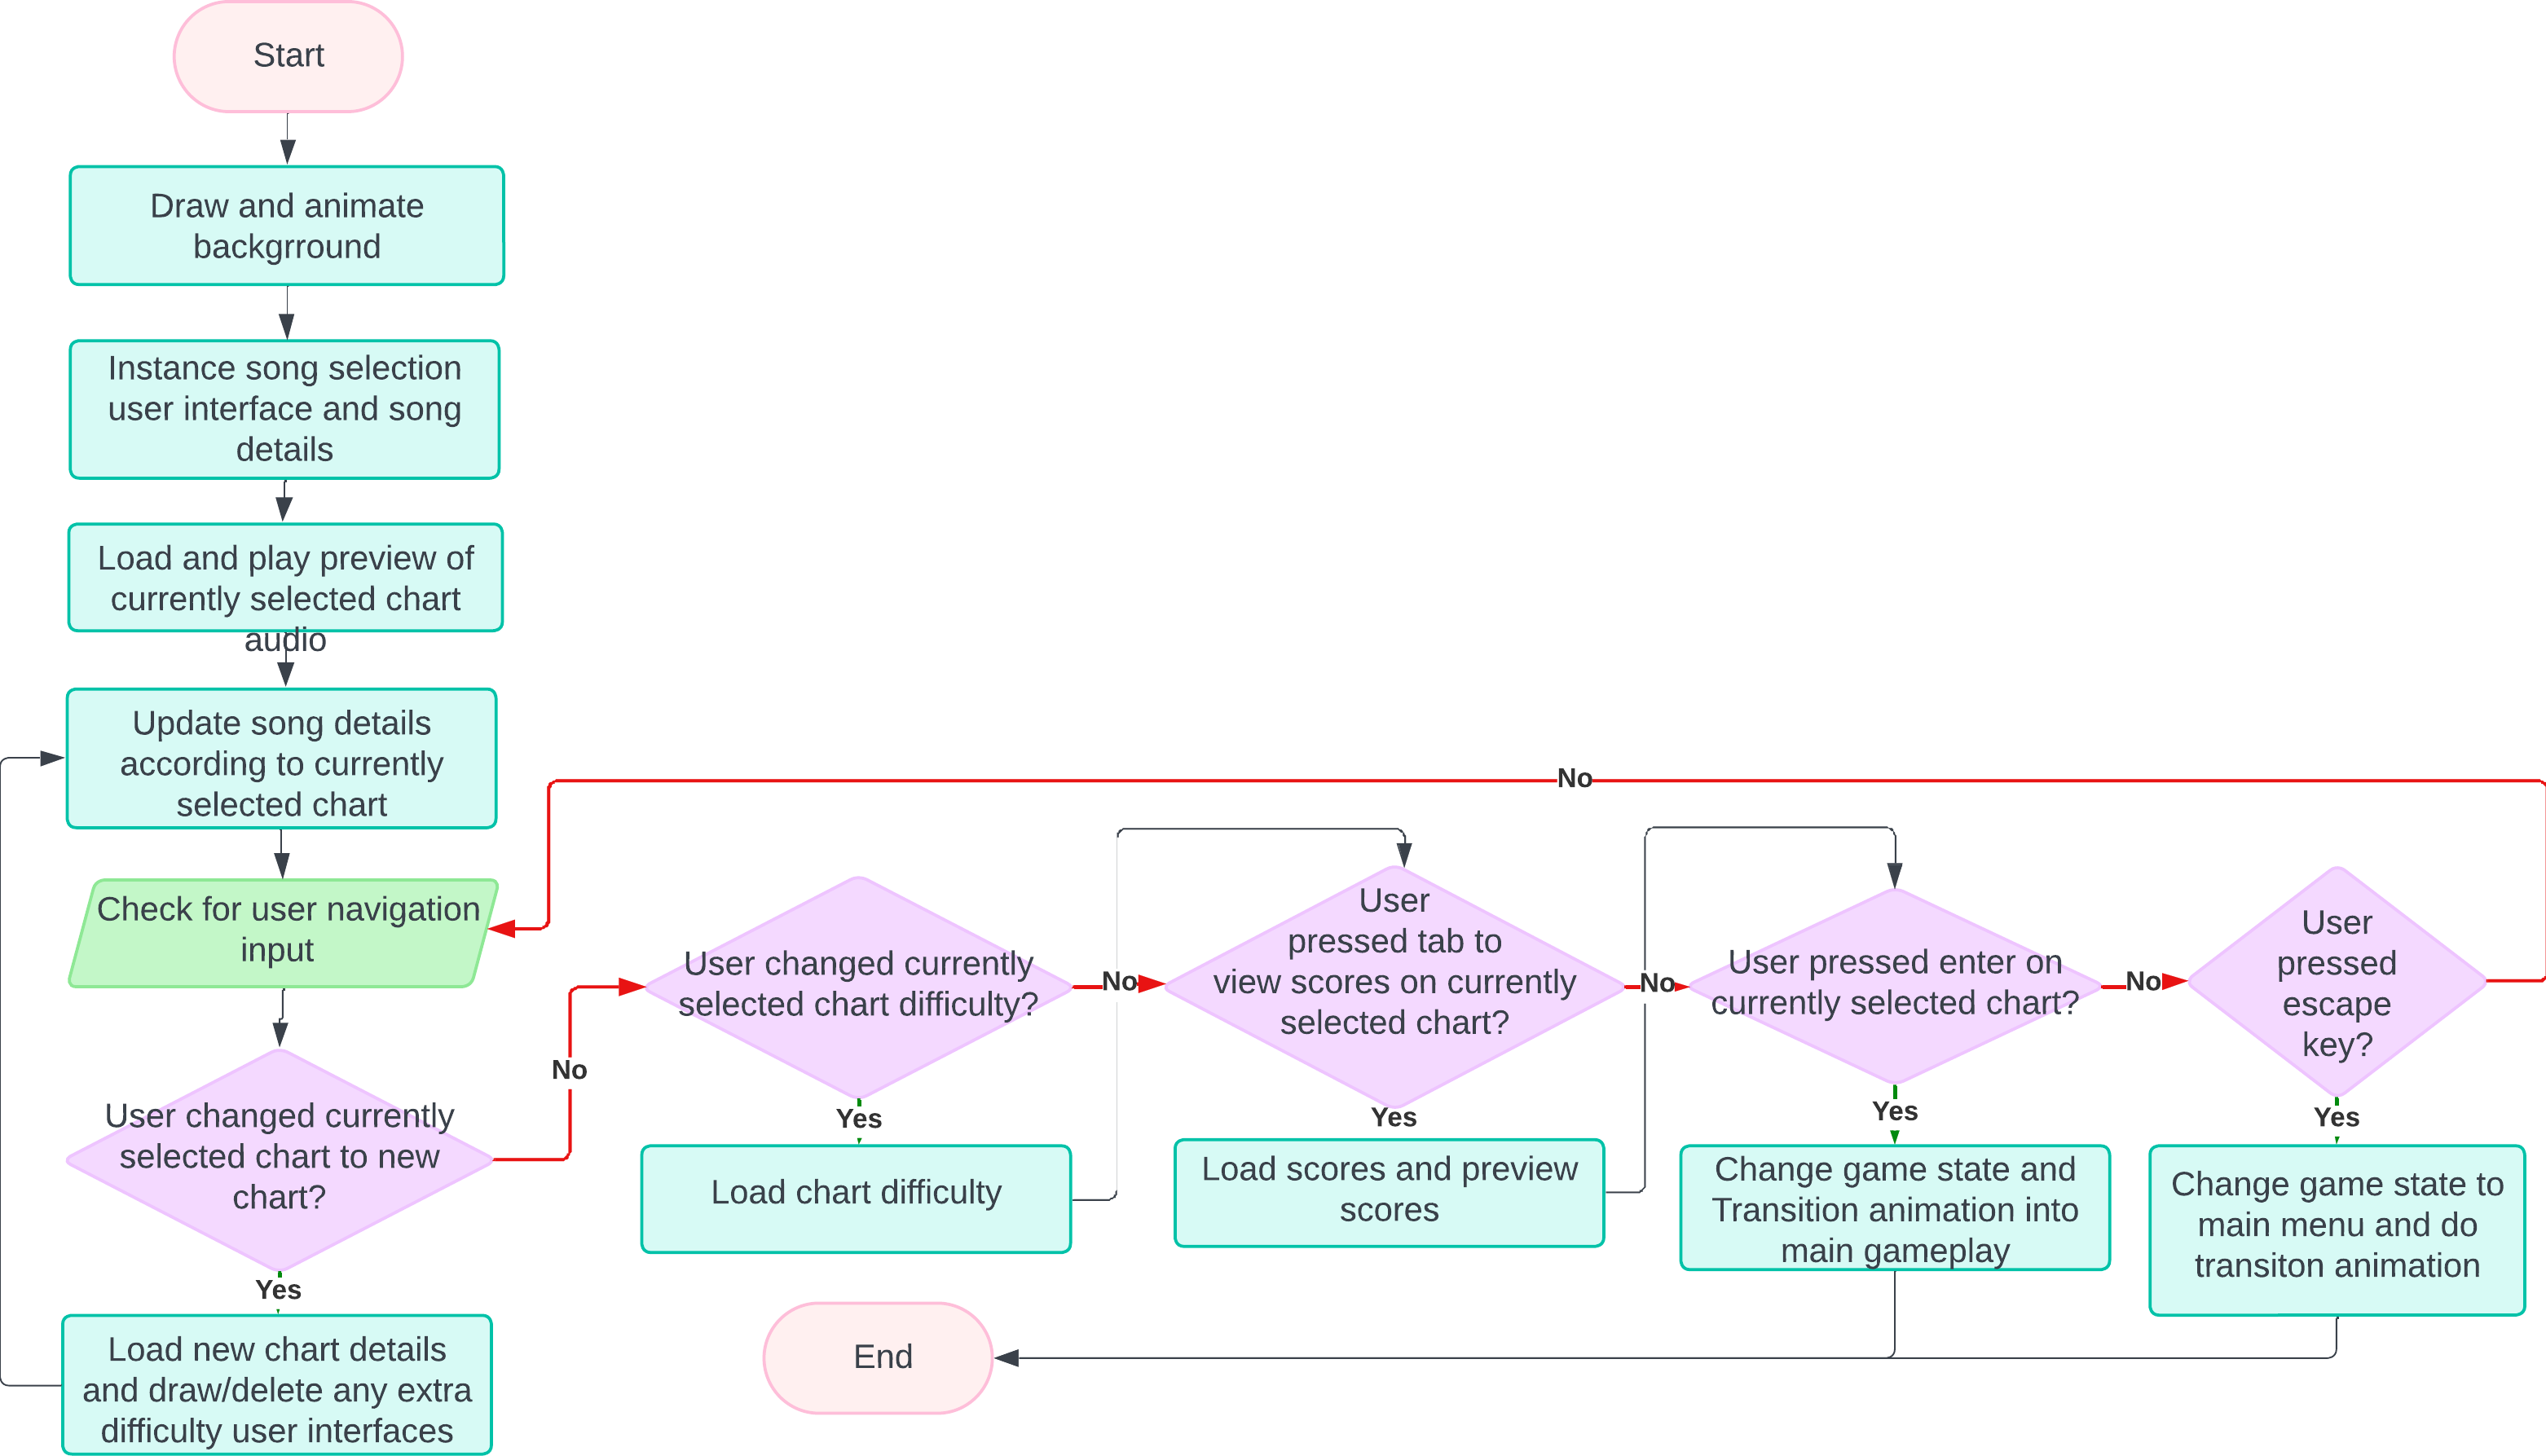 Start
Draw and animate
backgrround
Instance song selection
user interface and song
details
Load and play preview of
currently selected chart
audio
Update song details
according to currently
selected chart
No
Check for user navigation
input
User changed currently
selected chart to new
chart?
No
Yes
Load new chart details
and draw/delete any extra
difficulty user interfaces
User changed currently
selected chart difficulty?
No
Yes
Load chart difficulty
User
pressed tab to
view scores on currently
selected chart?
No
Yes
Load scores and preview
scores
User pressed enter on
currently selected chart?
No
Yes
Change game state and
Transition animation into
main gameplay
User
pressed
escape
key?
Yes
Change game state to
main menu and do
transiton animation
End